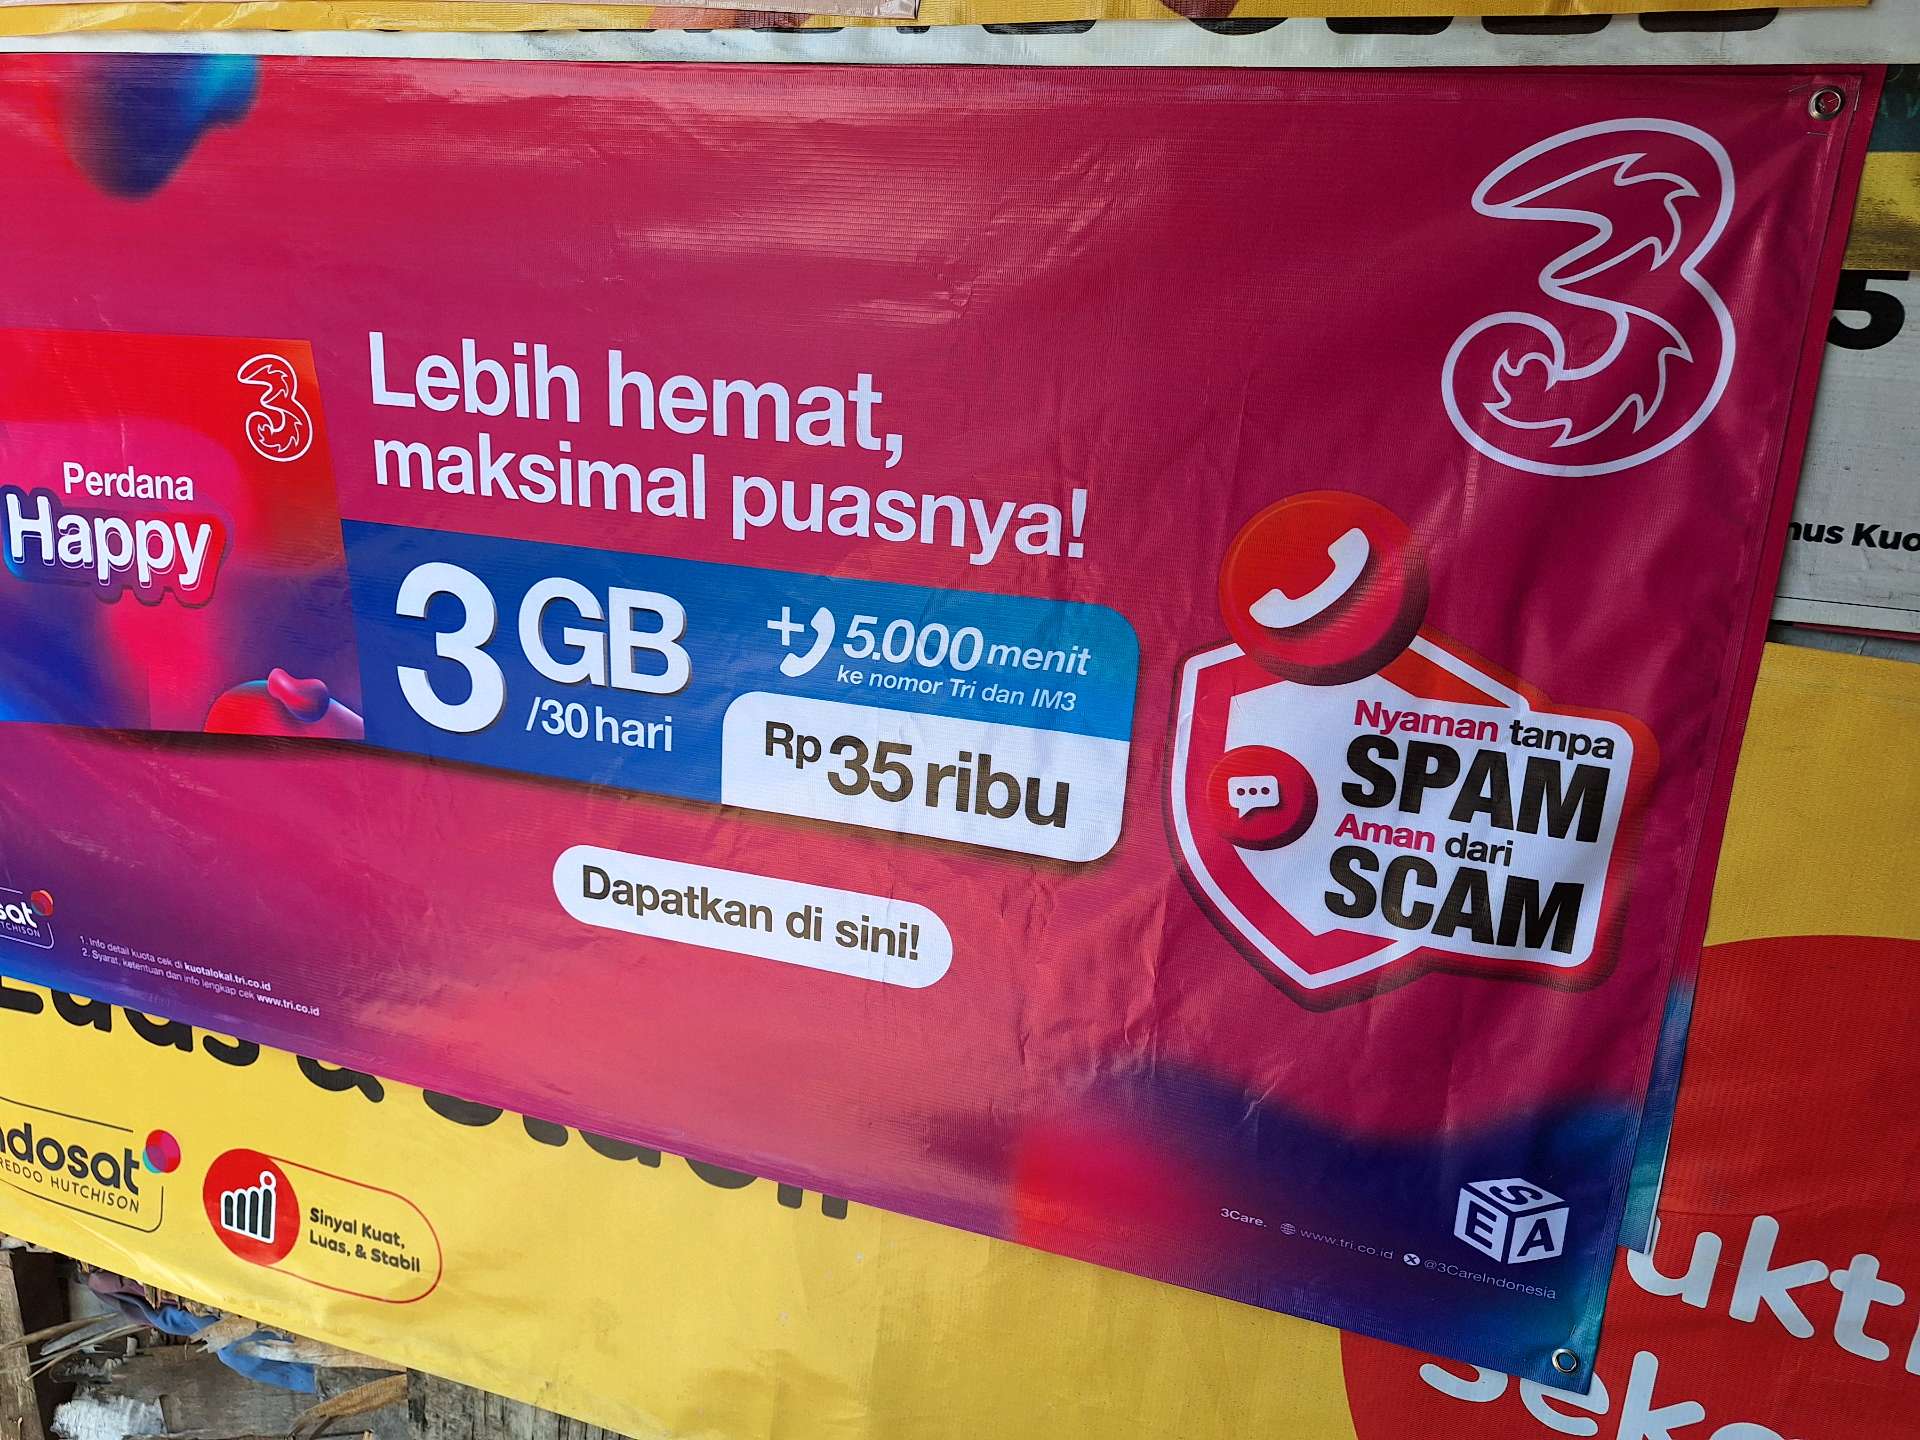 Lebih hemat,
maksimal puasnya!
Perdana
Happy
3 GB
/30 hari
+ 5.000 menit
ke nomor Tri dan IM3
Rp 35 ribu
Dapatkan di sini!
Nyaman tanpa
SPAM
Aman dari
SCAM
1. Info detail kuota cek di kuotalokal.tri.co.id
2. Syarat, ketentuan dan info lengkap cek www.tri.co.id
3Care. www.tri.co.id @3CareIndonesia
SEA
Sinyal Kuat,
Luas, & Stabil